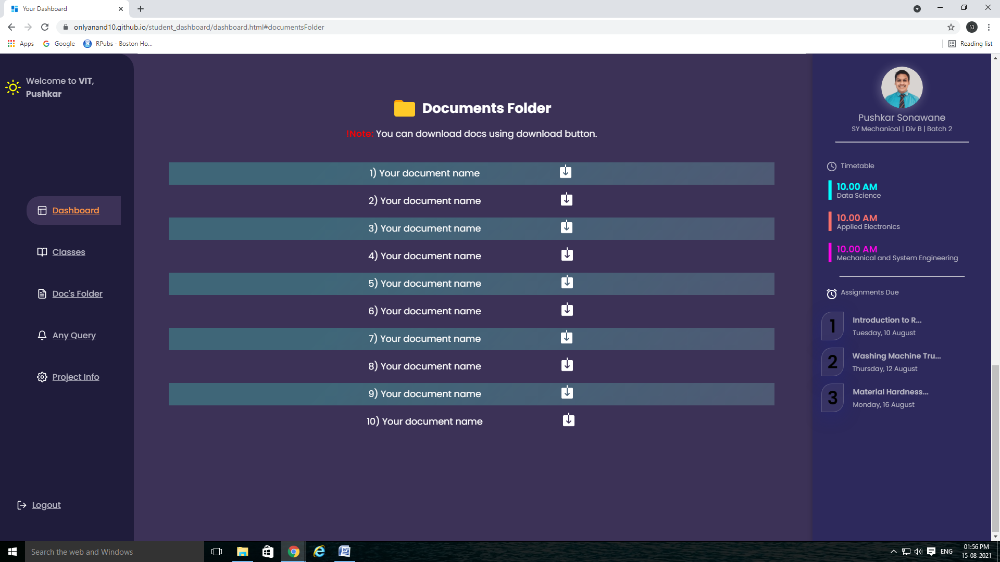 Your Dashboard
onlyanand10.github.io/student_dashboard/dashboard.html#documentsFolder
53
Apps
Google
RPubs - Boston Ho...
Reading list
Welcome to VIT,
Pushkar
Dashboard
Classes
Doc's Folder
Any Query
Project Info
Logout
Documents Folder
!Note: You can download docs using download button.
1) Your document name
2) Your document name
3) Your document name
4) Your document name
5) Your document name
6) Your document name
7) Your document name
8) Your document name
9) Your document name
10) Your document name
Pushkar Sonawane
SY Mechanical | Div B | Batch 2
Timetable
10.00 AM
Data Science
10.00 AM
Applied Electronics
10.00 AM
Mechanical and System Engineering
Assignments Due
1
Introduction to R...
Tuesday, 10 August
2
Washing Machine Tru...
Thursday, 12 August
3
Material Hardness...
Monday, 16 August
Search the web and Windows
ENG
01:56 PM
15-08-2021